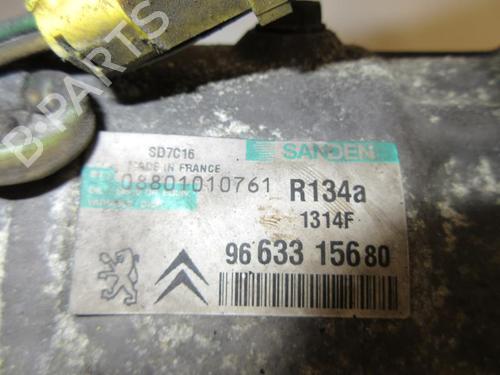 SD7C16
SANDEN
MADE IN FRANCE
08801010761
R134a
1314F
96 633 156 80
B-PARTS